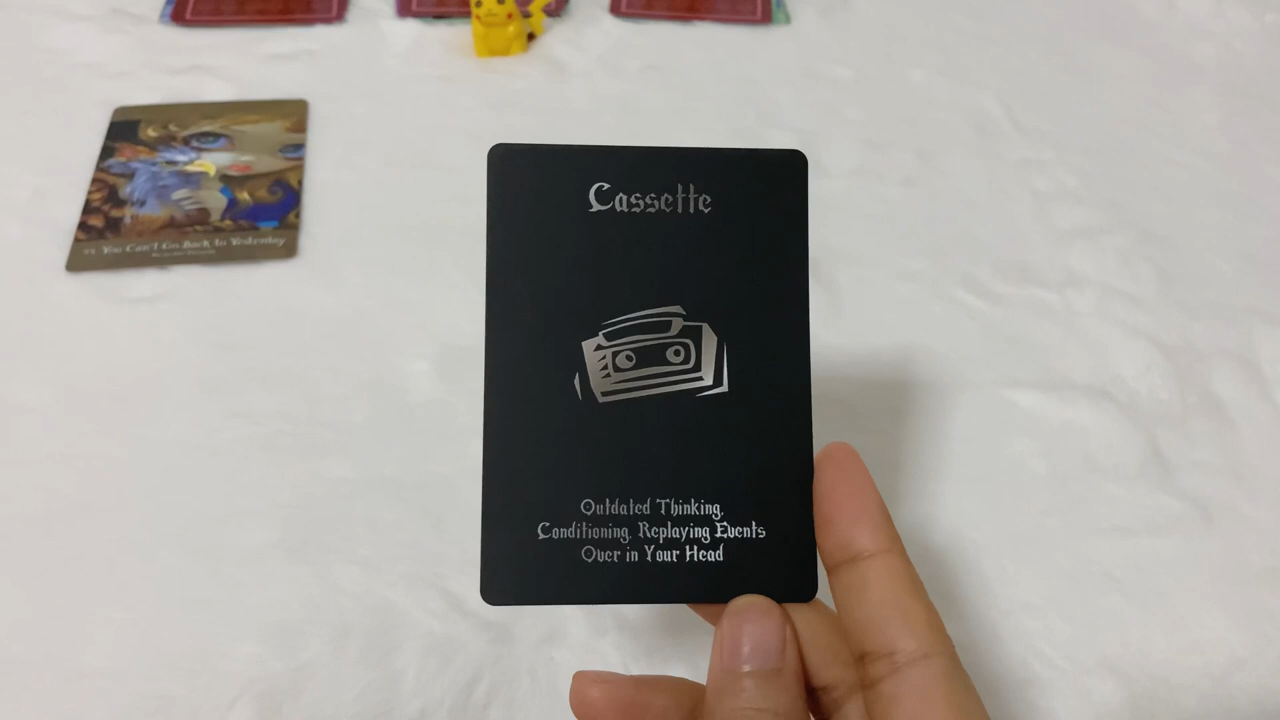 Cassette
Outdated Thinking,
Conditioning, Replaying Events
Over in Your Head
You Can't Go Back to Yesterday